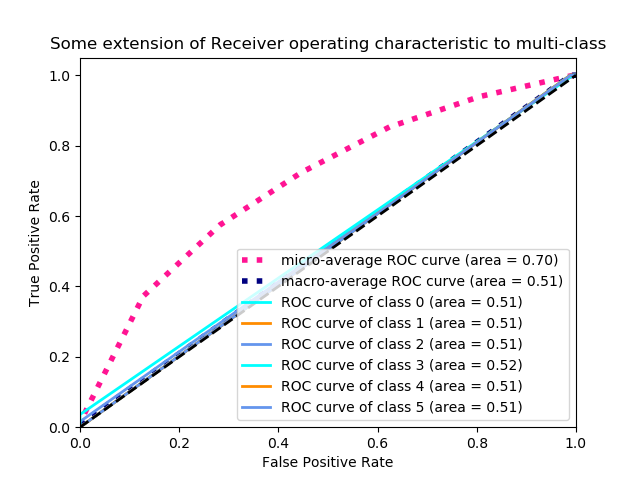 Some extension of Receiver operating characteristic to multi-class
1.0
0.8
0.6
0.4
0.2
0.0
True Positive Rate
micro-average ROC curve (area = 0.70)
macro-average ROC curve (area = 0.51)
ROC curve of class 0 (area = 0.51)
ROC curve of class 1 (area = 0.51)
ROC curve of class 2 (area = 0.51)
ROC curve of class 3 (area = 0.52)
ROC curve of class 4 (area = 0.51)
ROC curve of class 5 (area = 0.51)
0.0 0.2 0.4 0.6 0.8 1.0
False Positive Rate